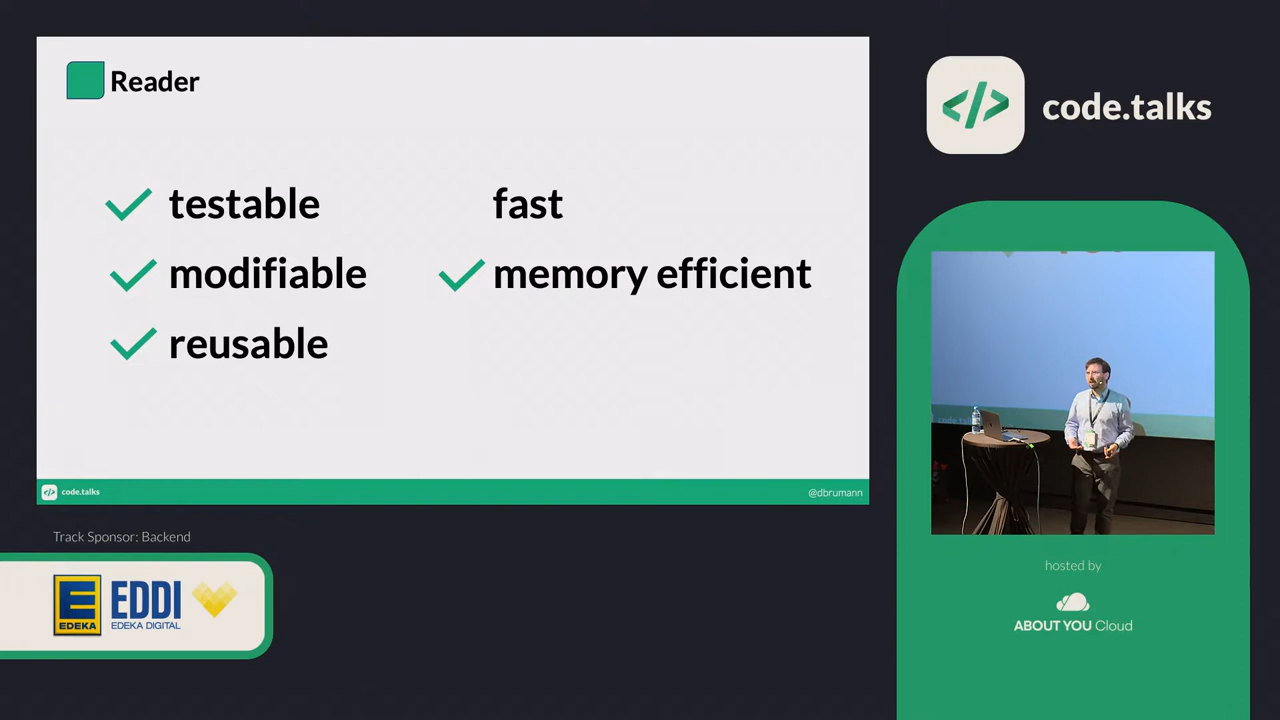 Reader
testable
modifiable
reusable
fast
memory efficient
</> code.talks
@dbrumann
</>
code.talks
Track Sponsor: Backend
E
EDEKA
EDDI
EDEKA DIGITAL
hosted by
ABOUT YOU Cloud